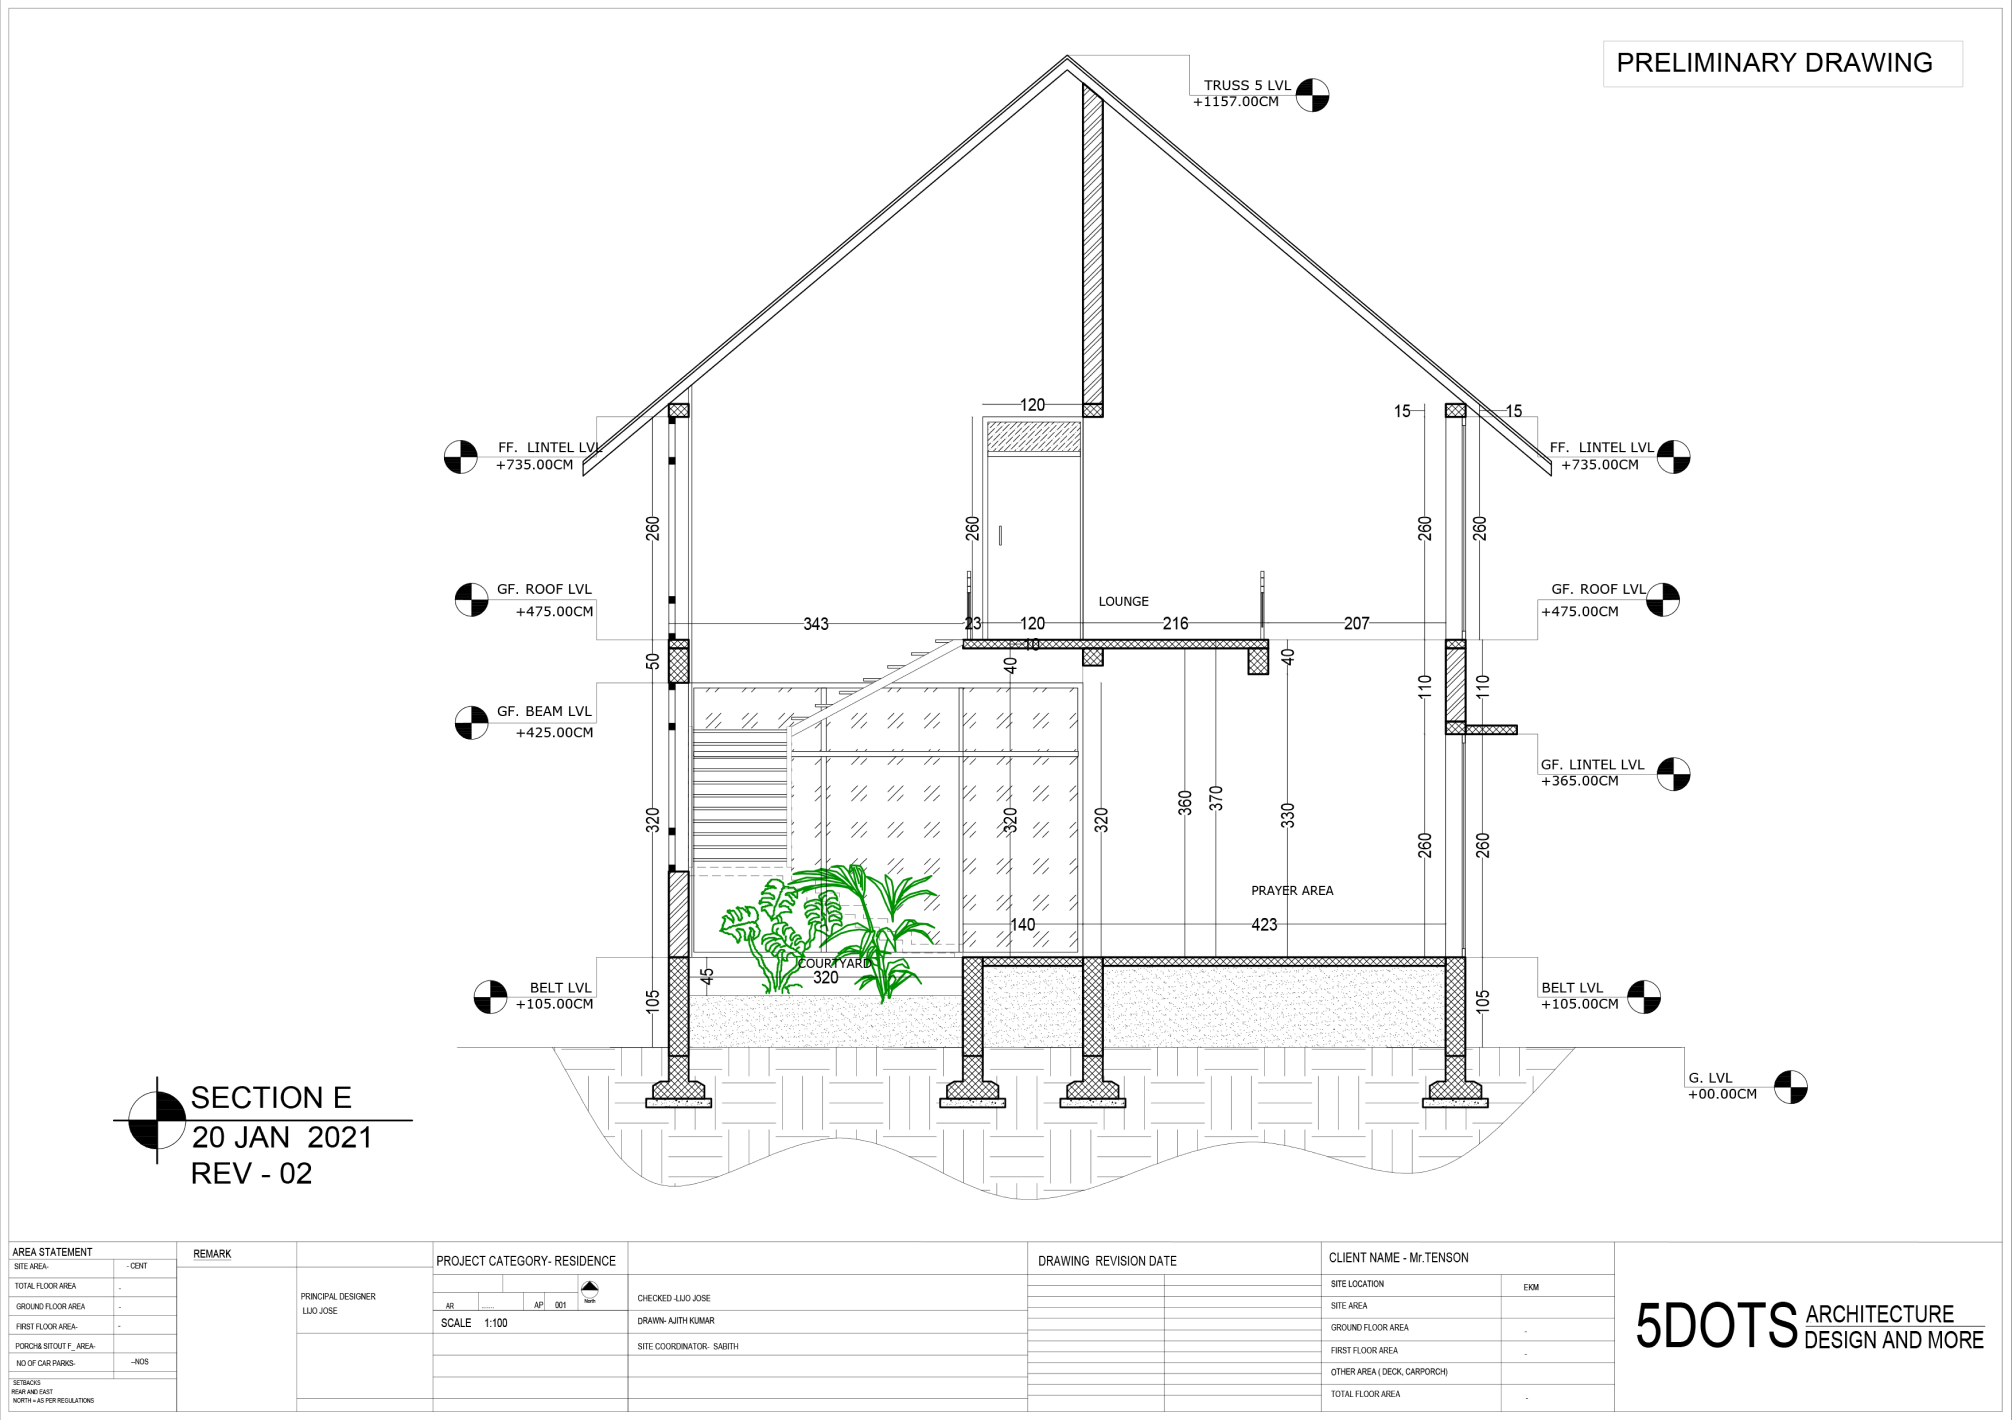 PRELIMINARY DRAWING
TRUSS 5 LVL
+1157.00CM
120
15
15
FF. LINTEL LVL
+735.00CM
FF. LINTEL LVL
+735.00CM
260
260
260
260
GF. ROOF LVL
+475.00CM
LOUNGE
GF. ROOF LVL
+475.00CM
343
23
120
216
207
10
50
40
40
110
110
GF. BEAM LVL
+425.00CM
GF. LINTEL LVL
+365.00CM
320
320
320
360
370
330
260
260
PRAYER AREA
140
423
COURTYARD
320
45
105
105
BELT LVL
+105.00CM
BELT LVL
+105.00CM
G. LVL
+00.00CM
SECTION E
20 JAN 2021
REV - 02
AREA STATEMENT
SITE AREA-
- CENT
TOTAL FLOOR AREA
-
GROUND FLOOR AREA
-
FIRST FLOOR AREA-
-
PORCH& SITOUT F_ AREA-
NO OF CAR PARKS-
--NOS
SETBACKS
REAR AND EAST
NORTH = AS PER REGULATIONS
REMARK
PRINCIPAL DESIGNER
LIJO JOSE
PROJECT CATEGORY- RESIDENCE
North
AR
......
AP
001
SCALE 1:100
CHECKED -LIJO JOSE
DRAWN- AJITH KUMAR
SITE COORDINATOR- SABITH
DRAWING REVISION DATE
CLIENT NAME - Mr.TENSON
SITE LOCATION
EKM
SITE AREA
GROUND FLOOR AREA
-
FIRST FLOOR AREA
-
OTHER AREA ( DECK, CARPORCH)
TOTAL FLOOR AREA
-
5DOTS
ARCHITECTURE
DESIGN AND MORE